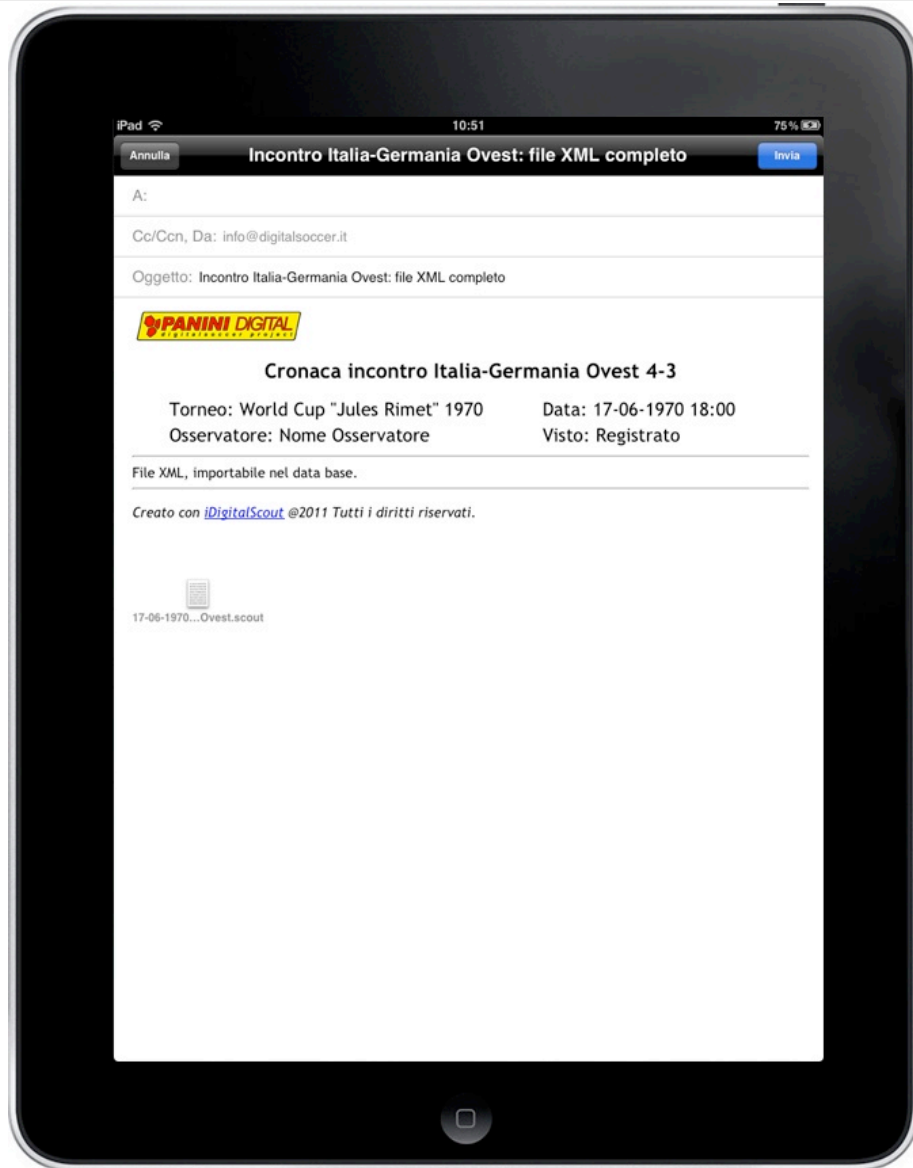 iPad 10:51 75%
Annulla Incontro Italia-Germania Ovest: file XML completo Invia
A:
Cc/Ccn, Da: info@digitalsoccer.it
Oggetto: Incontro Italia-Germania Ovest: file XML completo
PANINI DIGITAL
digitalsoccer project
Cronaca incontro Italia-Germania Ovest 4-3
Torneo: World Cup "Jules Rimet" 1970 Data: 17-06-1970 18:00
Osservatore: Nome Osservatore Visto: Registrato
File XML, importabile nel data base.
Creato con iDigitalScout @2011 Tutti i diritti riservati.
17-06-1970...Ovest.scout